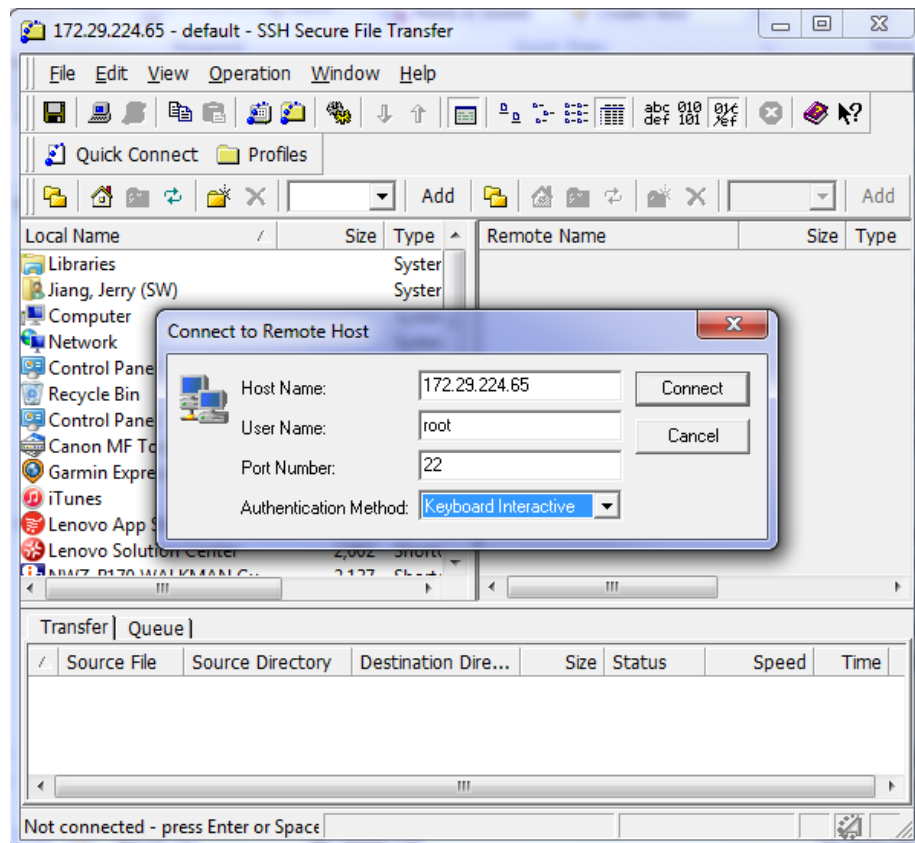 172.29.224.65 - default - SSH Secure File Transfer
File Edit View Operation Window Help
abc def 010 101
Quick Connect Profiles
Add Add
Local Name Size Type Remote Name Size Type
Libraries Syster
Jiang, Jerry (SW) Syster
Computer
Network
Control Pane
Recycle Bin
Control Pane
Canon MF To
Garmin Expre
iTunes
Lenovo App S
Lenovo Solution Center 2,002 Shortc
Connect to Remote Host
Host Name: 172.29.224.65 Connect
User Name: root Cancel
Port Number: 22
Authentication Method: Keyboard Interactive
Transfer Queue
Source File Source Directory Destination Dire... Size Status Speed Time
Not connected - press Enter or Space